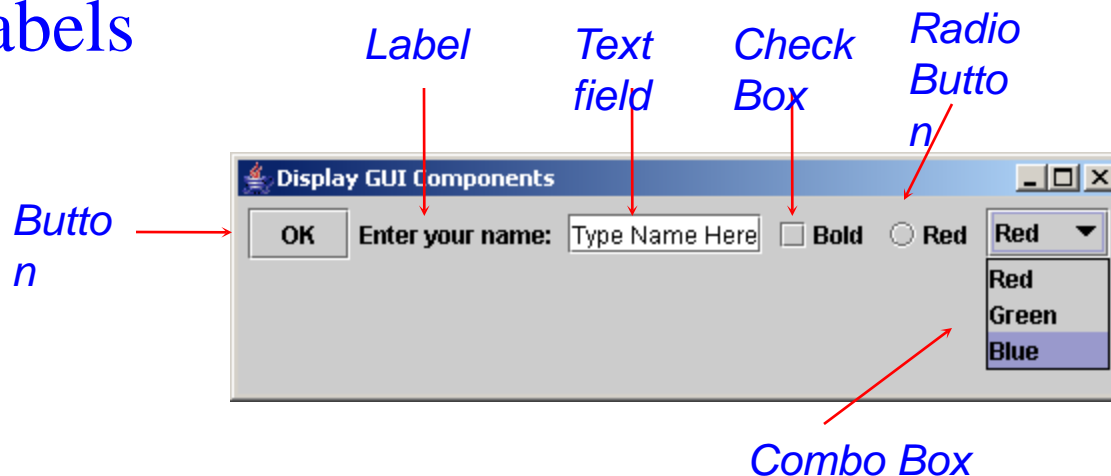 abels
Label
Text
field
Check
Box
Radio
Butto
n
Display GUI Components
Butto
n
OK Enter your name: Type Name Here Bold Red Red
Red
Green
Blue
Combo Box